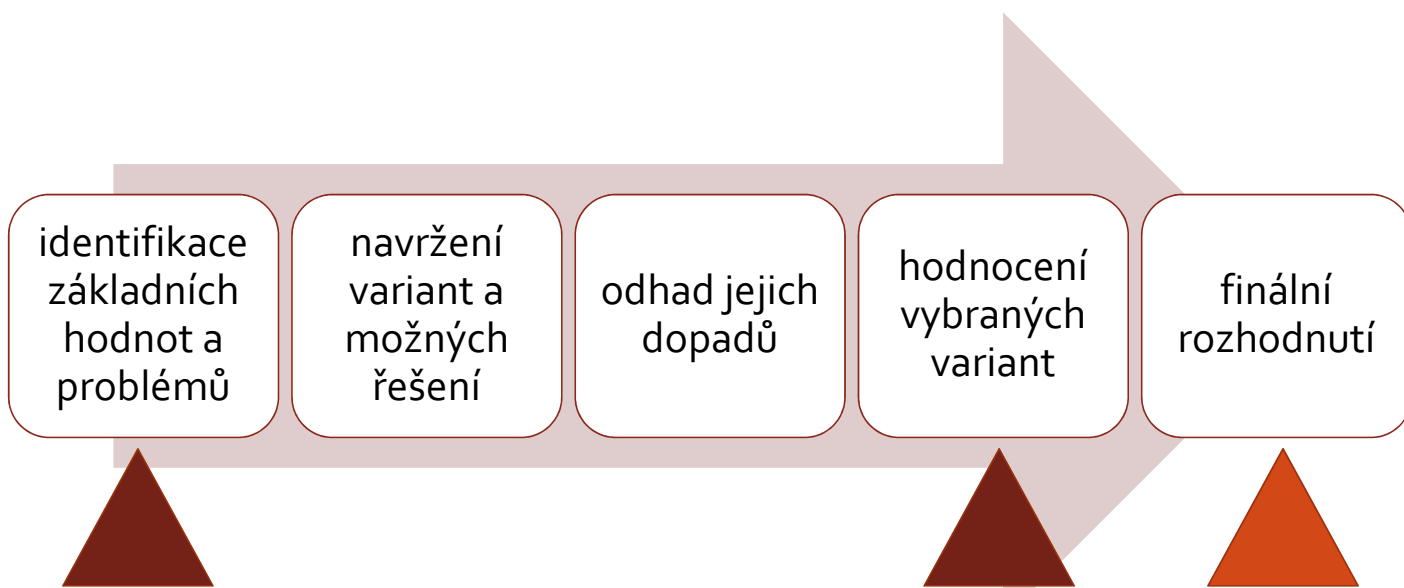 identifikace
základních
hodnot a
problémů
navržení
variant a
možných
řešení
odhad jejich
dopadů
hodnocení
vybraných
variant
finální
rozhodnutí